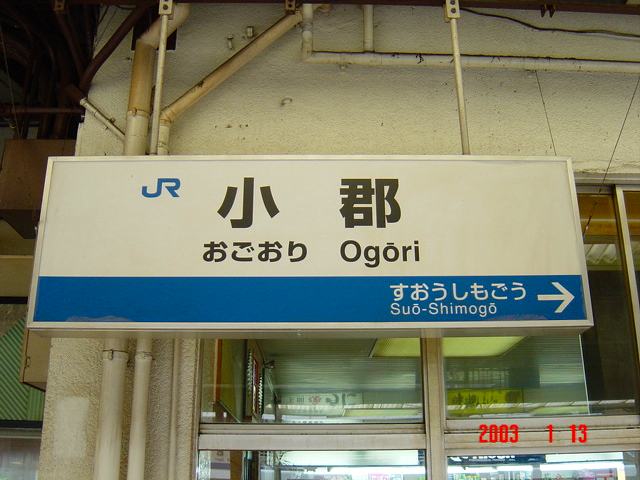 JR 小郡
おごおり Ogōri
すおうしもごう →
Suō-Shimogō
2003 1 13